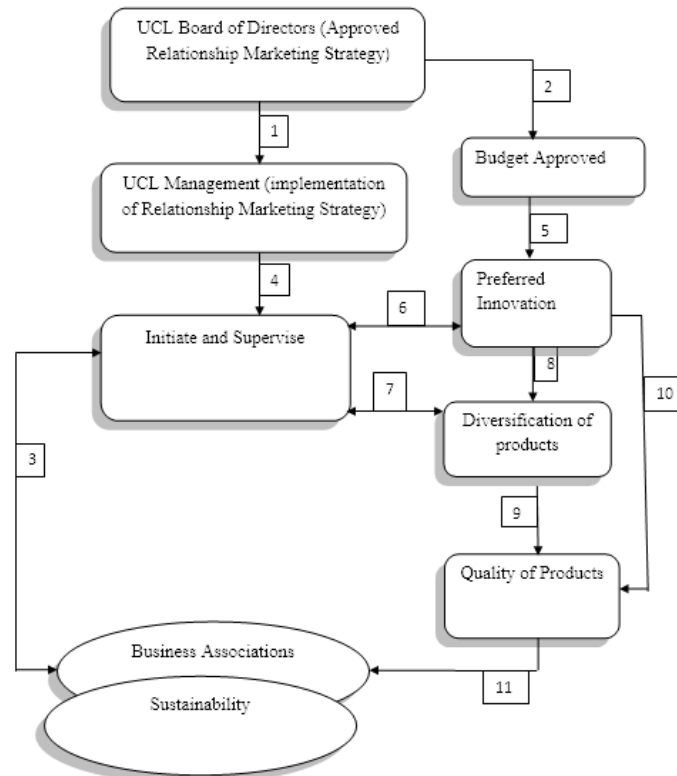 UCL Board of Directors (Approved
Relationship Marketing Strategy)
2
1
UCL Management (implementation
of Relationship Marketing Strategy)
Budget Approved
5
4
Preferred
Innovation
6
Initiate and Supervise
8
10
7
Diversification of
products
3
9
Quality of Products
Business Associations
11
Sustainability